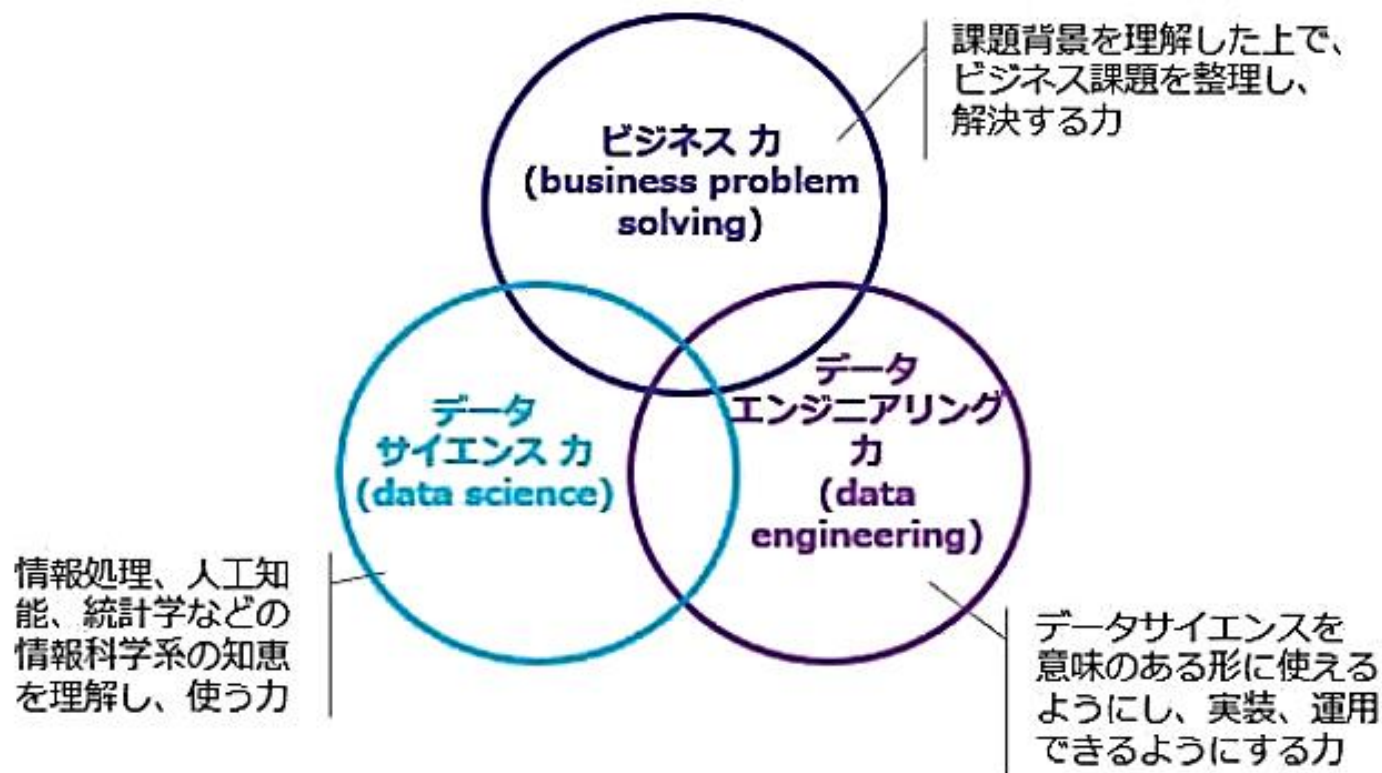 課題背景を理解した上で、
ビジネス課題を整理し、
解決する力
ビジネス 力
(business problem
solving)
データ
サイエンス 力
(data science)
データ
エンジニアリング
力
(data
engineering)
情報処理、人工知
能、統計学などの
情報科学系の知恵
を理解し、使う力
データサイエンスを
意味のある形に使える
ようにし、実装、運用
できるようにする力